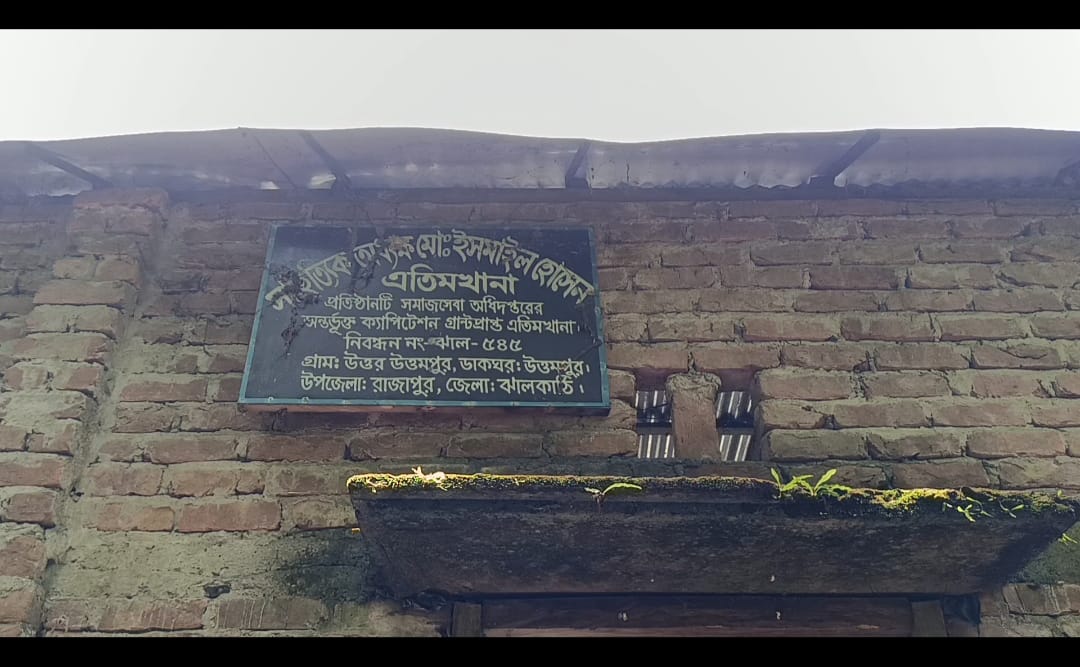 সাহিত্যিক মোঃ ইসমাইল হোসেন
এতিমখানা
প্রতিষ্ঠানটি সমাজসেবা অধিদপ্তরের
অন্তর্ভূক্ত ক্যাপিটেশন গ্রান্টপ্রাপ্ত এতিমখানা।
নিবন্ধন নং-ঝাল-৫৪৫
গ্রাম: উত্তর উত্তমপুর, ডাকঘর: উত্তমপুর।
উপজেলা: রাজাপুর, জেলা: ঝালকাঠি।